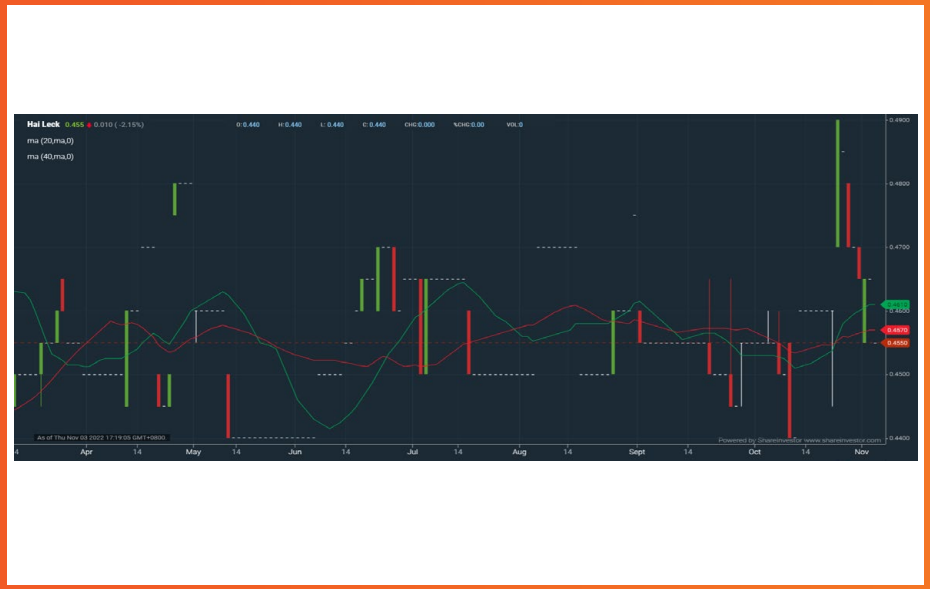 Hai Leck 0.455 0.010 ( -2.15%) O: 0.440 H: 0.440 L: 0.440 C: 0.440 CHG:0.000 %CHG:0.00 VOL:0
ma (20,ma,0)
ma (40,ma,0)
0.4900
0.4800
0.4700
0.4610
0.4600
0.4570
0.4550
0.4500
0.4400
As of Thu Nov 03 2022 17:19:05 GMT+0800
Powered by ShareInvestor www.shareinvestor.com
4 Apr 14 May 14 Jun 14 Jul 14 Aug 14 Sept 14 Oct 14 Nov